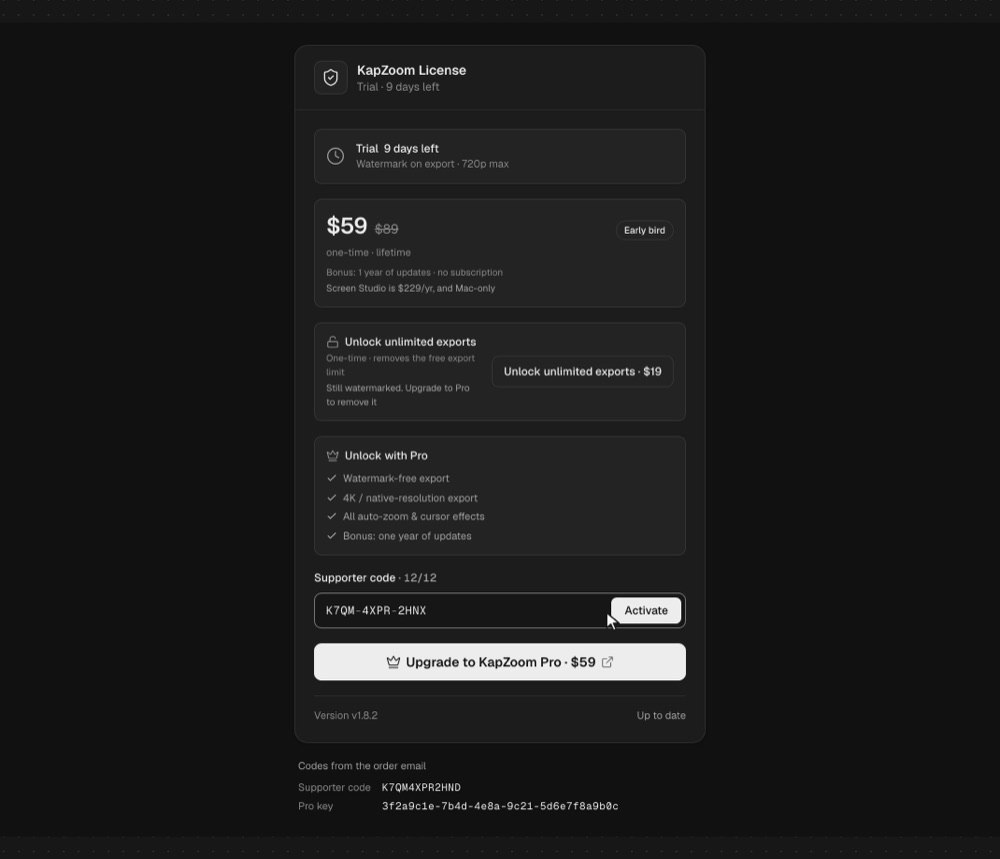 KapZoom License
Trial · 9 days left
Trial 9 days left
Watermark on export · 720p max
$59 $89
Early bird
one-time · lifetime
Bonus: 1 year of updates · no subscription
Screen Studio is $229/yr, and Mac-only
Unlock unlimited exports
One-time · removes the free export
limit
Still watermarked. Upgrade to Pro
to remove it
Unlock unlimited exports · $19
Unlock with Pro
Watermark-free export
4K / native-resolution export
All auto-zoom & cursor effects
Bonus: one year of updates
Supporter code · 12/12
K7QM-4XPR-2HNX
Activate
Upgrade to KapZoom Pro · $59
Version v1.8.2
Up to date
Codes from the order email
Supporter code K7QM4XPR2HND
Pro key 3f2a9c1e-7b4d-4e8a-9c21-5d6e7f8a9b0c